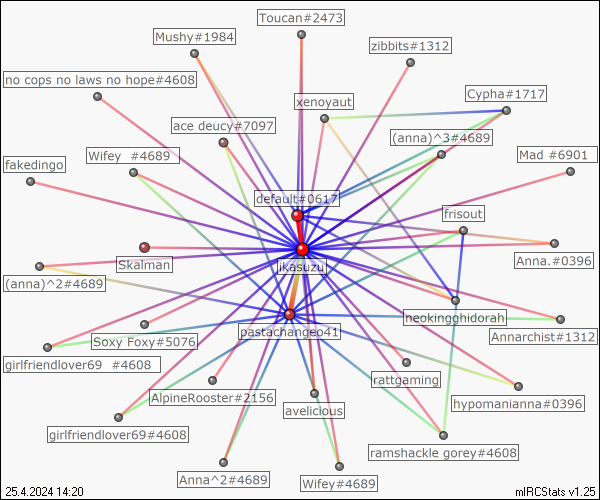 Toucan#2473
Mushy#1984
zibbits#1312
no cops no laws no hope#4608
Cypha#1717
xenoyaut
ace deucy#7097
(anna)^3#4689
Wifey #4689
Mad #6901
fakedingo
default#0617
frisout
Skalman
Anna.#0396
likasuzu
(anna)^2#4689
neokingghidorah
pastachangeo41
Annarchist#1312
Soxy Foxy#5076
girlfriendlover69 #4608
rattgaming
AlpineRooster#2156
hypomanianna#0396
avelicious
girlfriendlover69#4608
ramshackle gorey#4608
Anna^2#4689
Wifey#4689
25.4.2024 14:20
mIRCStats v1.25